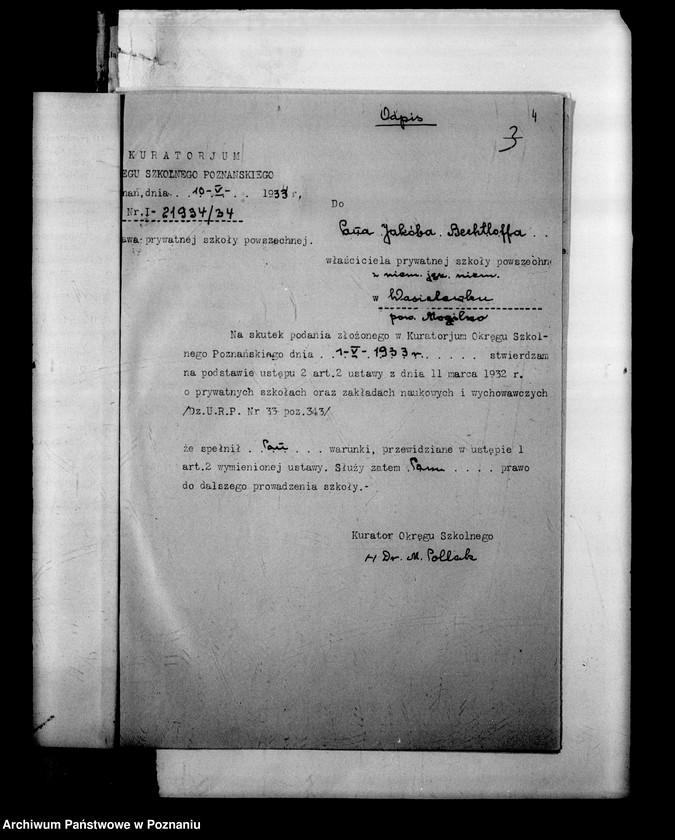 Odpis
4
3
KURATORJUM
EGU SZKOLNEGO POZNAŃSKIEGO
nań, dnia . . 10-V-. . 1934 r,
Nr.I- 21934/34
awa prywatnej szkoły powszechnej.
Do
Pana Jakóba Bechtloffa . .
właściciela prywatnej szkoły powszechne
z niem. jęz. niem.
w Wasielewku
pow. Mogilno
Na skutek podania złożonego w Kuratorjum Okręgu Szkol-
nego Poznańskiego dnia . . 1-V-1933 r. . . . . . stwierdzam
na podstawie ustępu 2 art.2 ustawy z dnia 11 marca 1932 r.
o prywatnych szkołach oraz zakładach naukowych i wychowawczych
/Dz.U.R.P. Nr 33 poz.343/
że spełnił . . Pan . . . warunki, przewidziane w ustępie 1
art.2 wymienionej ustawy. Służy zatem Panu . . . . prawo
do dalszego prowadzenia szkoły.-
Kurator Okręgu Szkolnego
Dr. M. Pollak
Archiwum Państwowe w Poznaniu